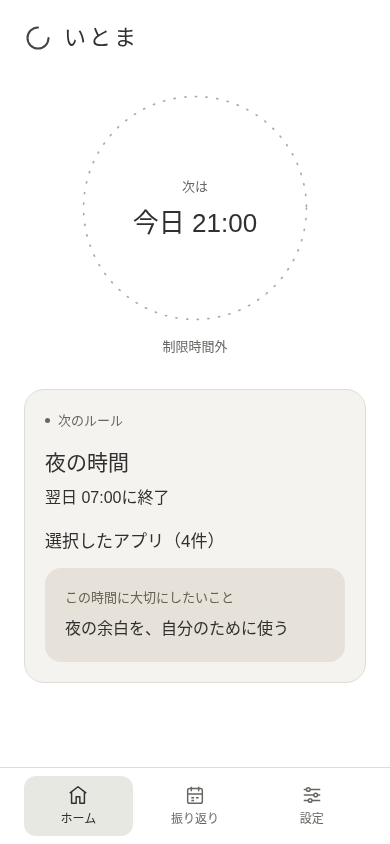 いとま
次は
今日 21:00
制限時間外
次のルール
夜の時間
翌日 07:00に終了
選択したアプリ（4件）
この時間に大切にしたいこと
夜の余白を、自分のために使う
ホーム
振り返り
設定